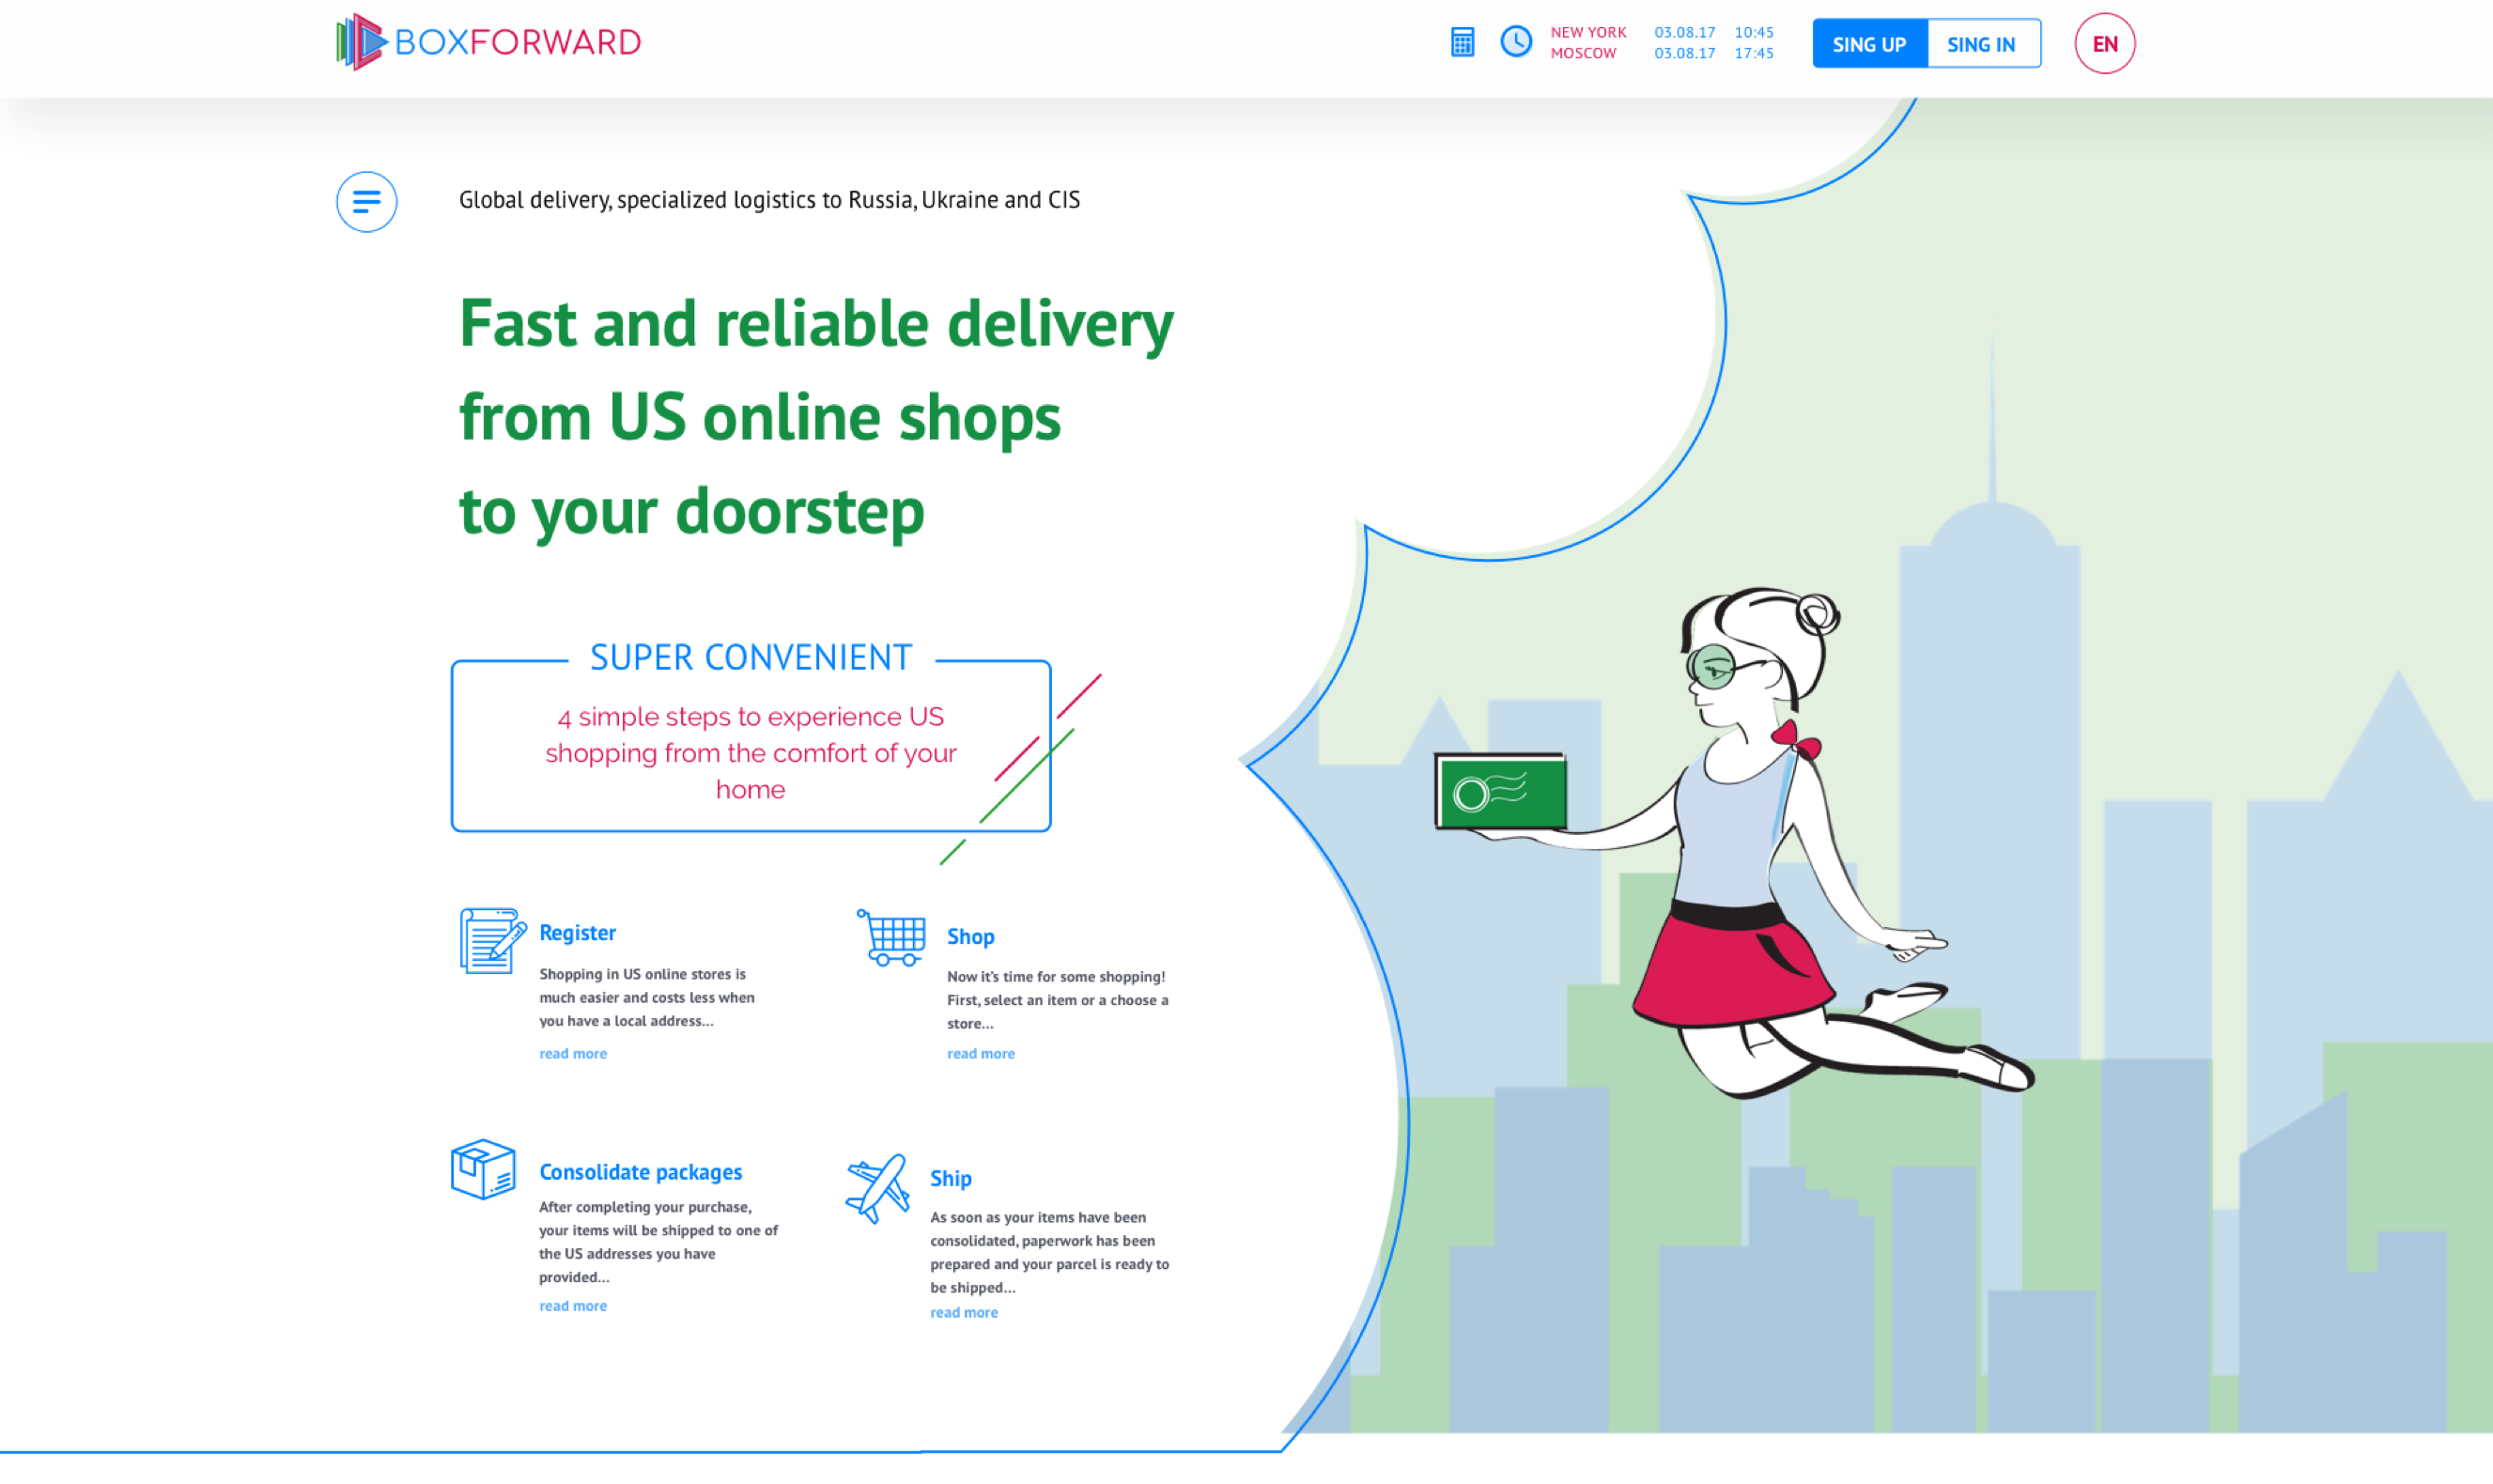 BOXFORWARD
NEW YORK 03.08.17 10:45
MOSCOW 03.08.17 17:45
SING UP
SING IN
EN
Global delivery, specialized logistics to Russia, Ukraine and CIS
Fast and reliable delivery
from US online shops
to your doorstep
SUPER CONVENIENT
4 simple steps to experience US
shopping from the comfort of your
home
Register
Shopping in US online stores is
much easier and costs less when
you have a local address...
read more
Shop
Now it's time for some shopping!
First, select an item or a choose a
store...
read more
Consolidate packages
After completing your purchase,
your items will be shipped to one of
the US addresses you have
provided...
read more
Ship
As soon as your items have been
consolidated, paperwork has been
prepared and your parcel is ready to
be shipped...
read more